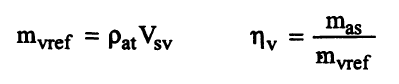 m_vref = ρ_at V_sv    η_v = m_as / m_vref